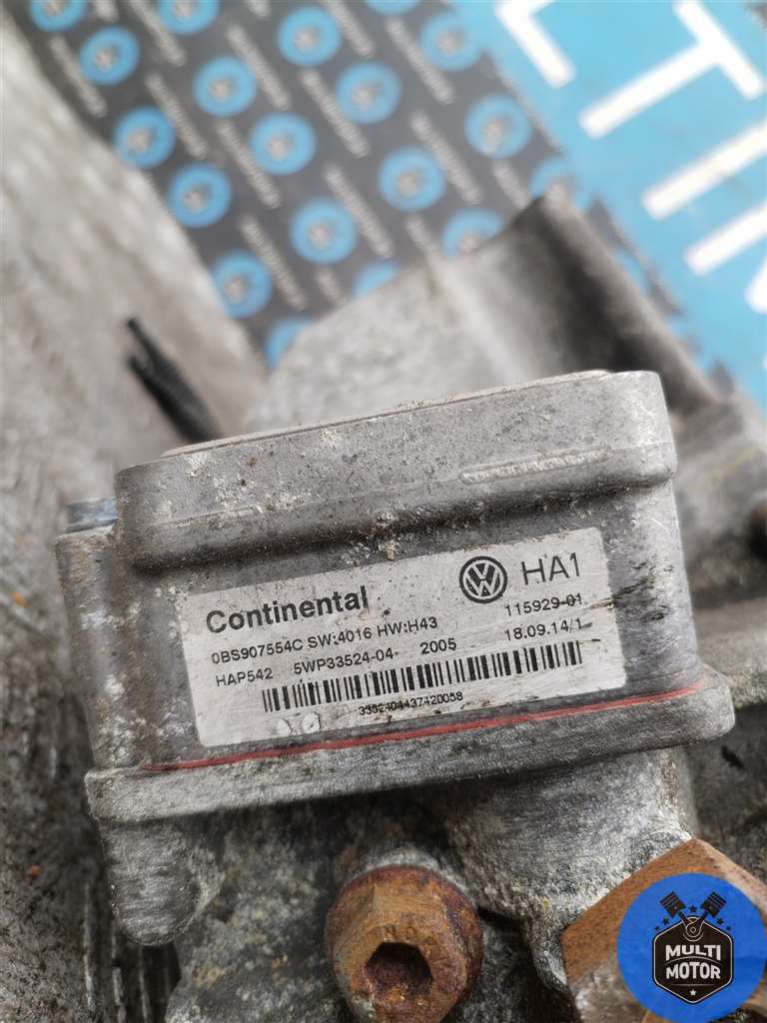 Continental
HA1
0BS907554C SW:4016 HW:H43
115929-01
HAP542 5WP33524-04 2005 18.09.14/1
MULTI
MOTOR